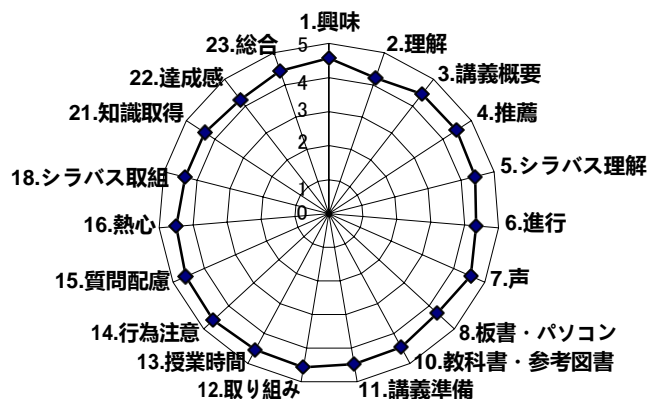 1.興味
2.理解
3.講義概要
4.推薦
5.シラバス理解
6.進行
7.声
8.板書・パソコン
10.教科書・参考図書
11.講義準備
12.取り組み
13.授業時間
14.行為注意
15.質問配慮
16.熱心
18.シラバス取組
21.知識取得
22.達成感
23.総合
5
4
3
2
1
0